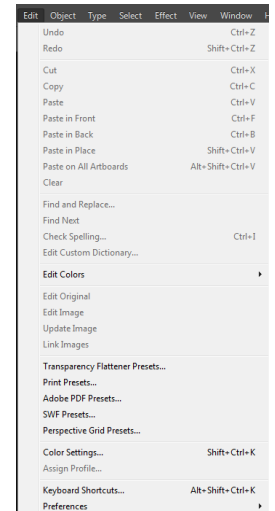 Edit Object Type Select Effect View Window H
Undo Ctrl+Z
Redo Shift+Ctrl+Z
Cut Ctrl+X
Copy Ctrl+C
Paste Ctrl+V
Paste in Front Ctrl+F
Paste in Back Ctrl+B
Paste in Place Shift+Ctrl+V
Paste on All Artboards Alt+Shift+Ctrl+V
Clear
Find and Replace...
Find Next
Check Spelling... Ctrl+I
Edit Custom Dictionary...
Edit Colors
Edit Original
Edit Image
Update Image
Link Images
Transparency Flattener Presets...
Print Presets...
Adobe PDF Presets...
SWF Presets...
Perspective Grid Presets...
Color Settings... Shift+Ctrl+K
Assign Profile...
Keyboard Shortcuts... Alt+Shift+Ctrl+K
Preferences